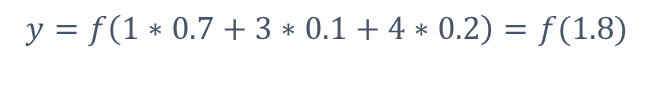 y = f(1 * 0.7 + 3 * 0.1 + 4 * 0.2) = f(1.8)